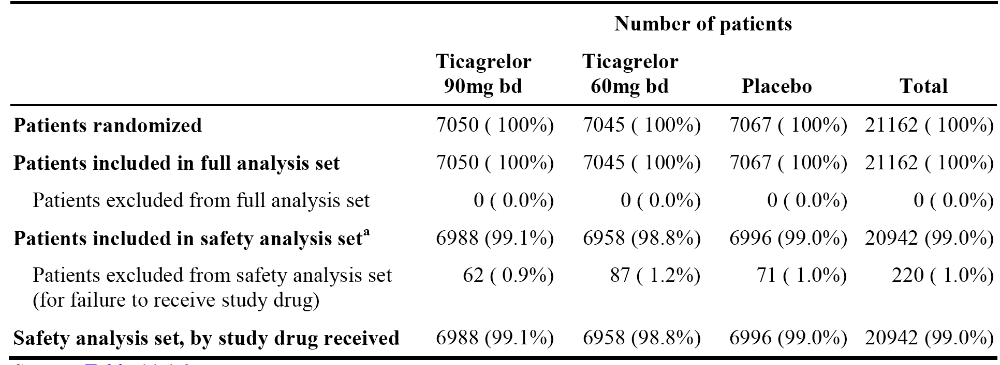 Number of patients
Ticagrelor Ticagrelor
90mg bd 60mg bd Placebo Total
Patients randomized 7050 ( 100%) 7045 ( 100%) 7067 ( 100%) 21162 ( 100%)
Patients included in full analysis set 7050 ( 100%) 7045 ( 100%) 7067 ( 100%) 21162 ( 100%)
Patients excluded from full analysis set 0 ( 0.0%) 0 ( 0.0%) 0 ( 0.0%) 0 ( 0.0%)
Patients included in safety analysis setᵃ 6988 (99.1%) 6958 (98.8%) 6996 (99.0%) 20942 (99.0%)
Patients excluded from safety analysis set 62 ( 0.9%) 87 ( 1.2%) 71 ( 1.0%) 220 ( 1.0%)
(for failure to receive study drug)
Safety analysis set, by study drug received 6988 (99.1%) 6958 (98.8%) 6996 (99.0%) 20942 (99.0%)